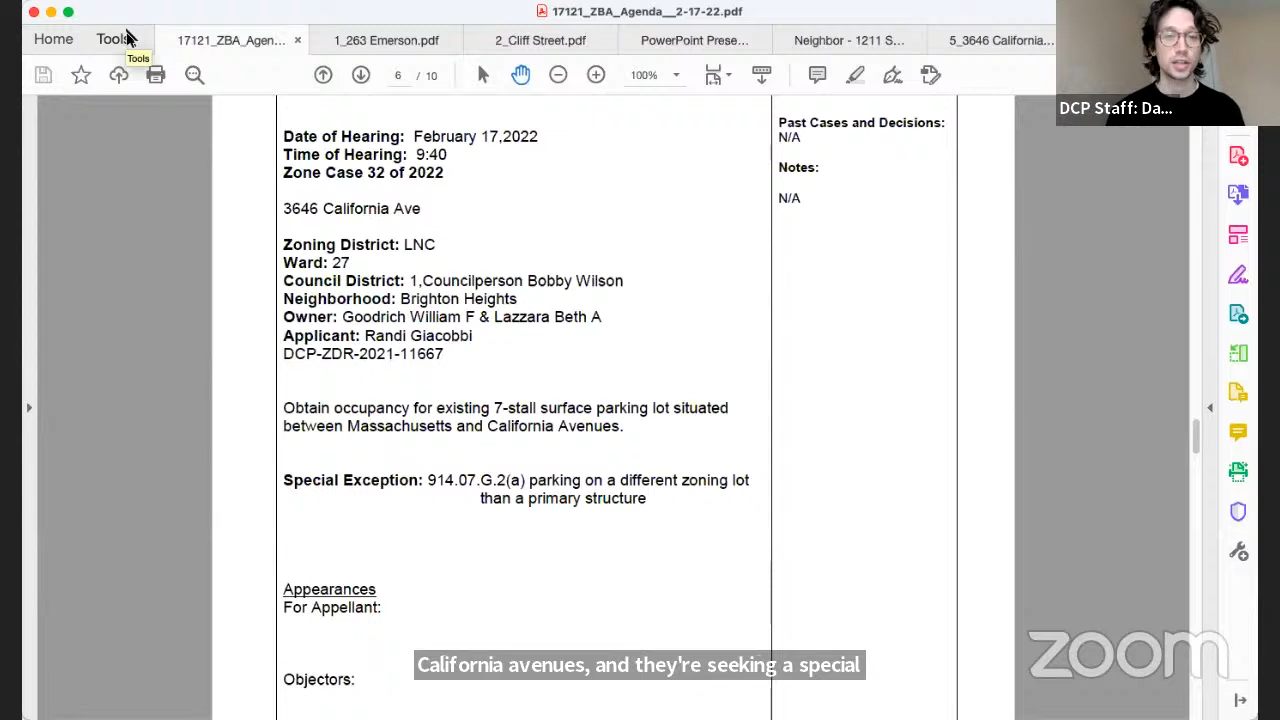 17121_ZBA_Agenda__2-17-22.pdf
Home
Tools
17121_ZBA_Agen...
1_263 Emerson.pdf
2_Cliff Street.pdf
PowerPoint Prese...
Neighbor - 1211 S...
5_3646 California...
Tools
6 / 10
100%
DCP Staff: Da...
Date of Hearing: February 17,2022
Time of Hearing: 9:40
Zone Case 32 of 2022
3646 California Ave
Zoning District: LNC
Ward: 27
Council District: 1,Councilperson Bobby Wilson
Neighborhood: Brighton Heights
Owner: Goodrich William F & Lazzara Beth A
Applicant: Randi Giacobbi
DCP-ZDR-2021-11667
Obtain occupancy for existing 7-stall surface parking lot situated
between Massachusetts and California Avenues.
Special Exception: 914.07.G.2(a) parking on a different zoning lot
than a primary structure
Appearances
For Appellant:
Objectors:
Past Cases and Decisions:
N/A
Notes:
N/A
California avenues, and they're seeking a special
zoom